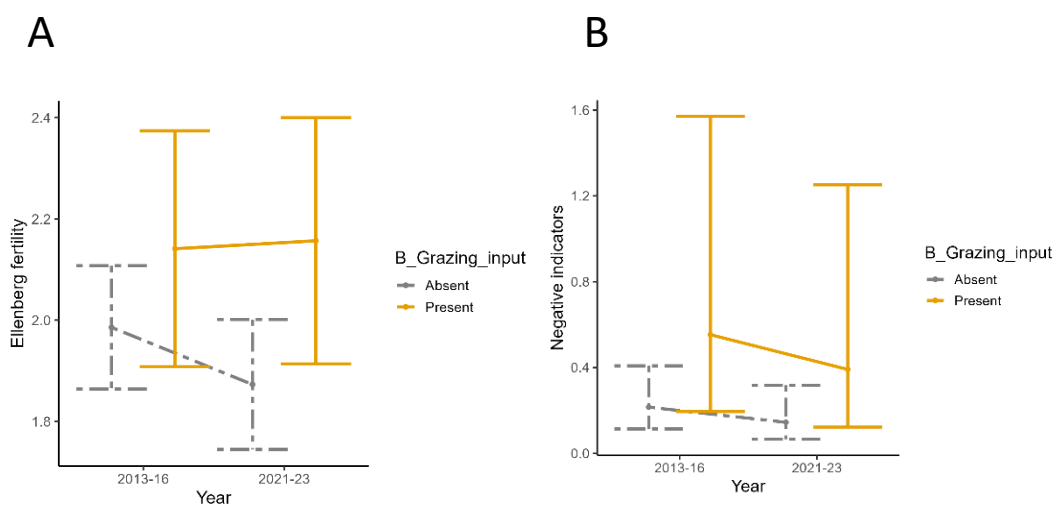 A
B
Ellenberg fertility
2.4
2.2
2.0
1.8
2013-16
2021-23
Year
B_Grazing_input
Absent
Present
Negative indicators
1.6
1.2
0.8
0.4
0.0
2013-16
2021-23
Year
B_Grazing_input
Absent
Present